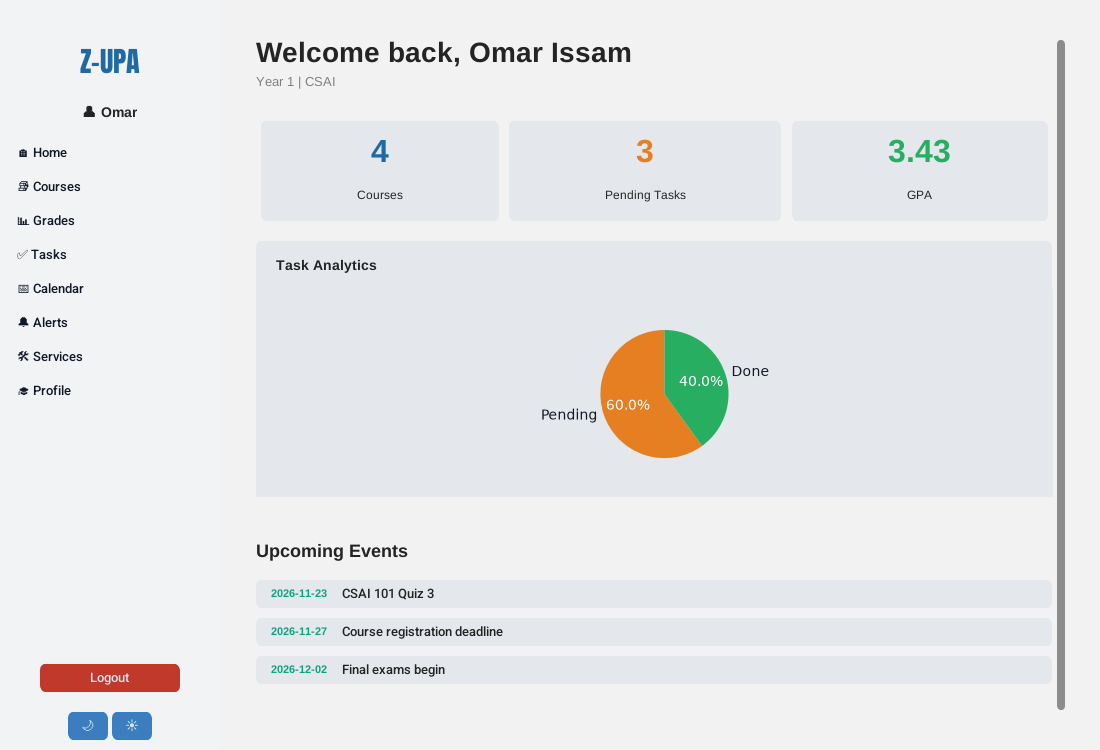 Z-UPA
Omar
Home
Courses
Grades
Tasks
Calendar
Alerts
Services
Profile
Logout
Welcome back, Omar Issam
Year 1 | CSAI
4
Courses
3
Pending Tasks
3.43
GPA
Task Analytics
Done
40.0%
60.0%
Pending
Upcoming Events
2026-11-23 CSAI 101 Quiz 3
2026-11-27 Course registration deadline
2026-12-02 Final exams begin